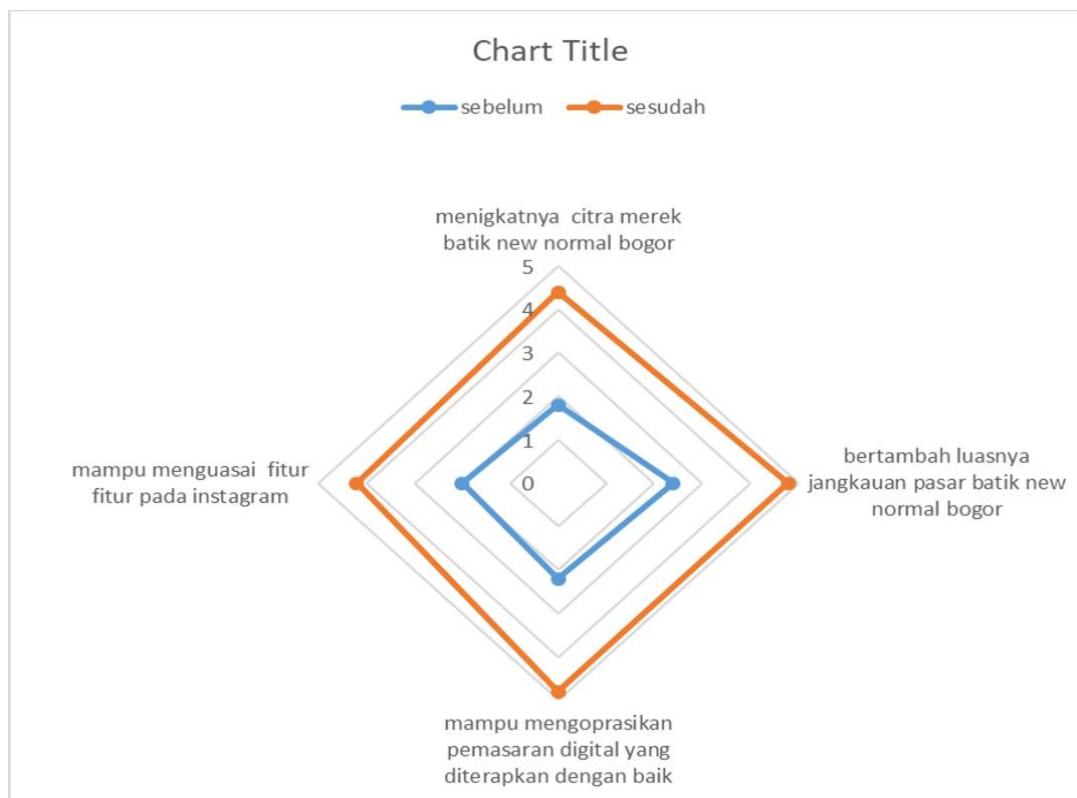 Chart Title
sebelum sesudah
menigkatnya citra merek
batik new normal bogor
5
4
3
2
1
0
bertambah luasnya
jangkauan pasar batik new
normal bogor
mampu mengoprasikan
pemasaran digital yang
diterapkan dengan baik
mampu menguasai fitur
fitur pada instagram